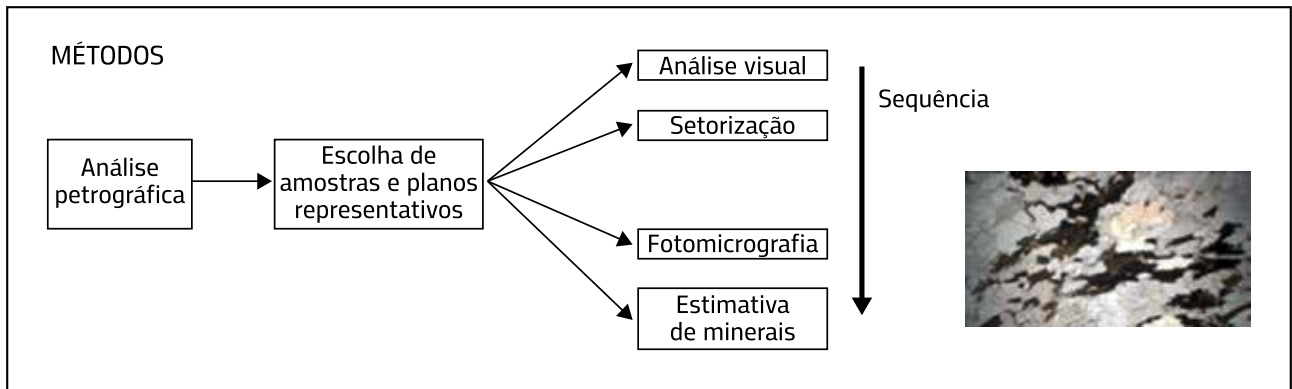 MÉTODOS
Análise
petrográfica
Escolha de
amostras e planos
representativos
Análise visual
Setorização
Fotomicrografia
Estimativa
de minerais
Sequência